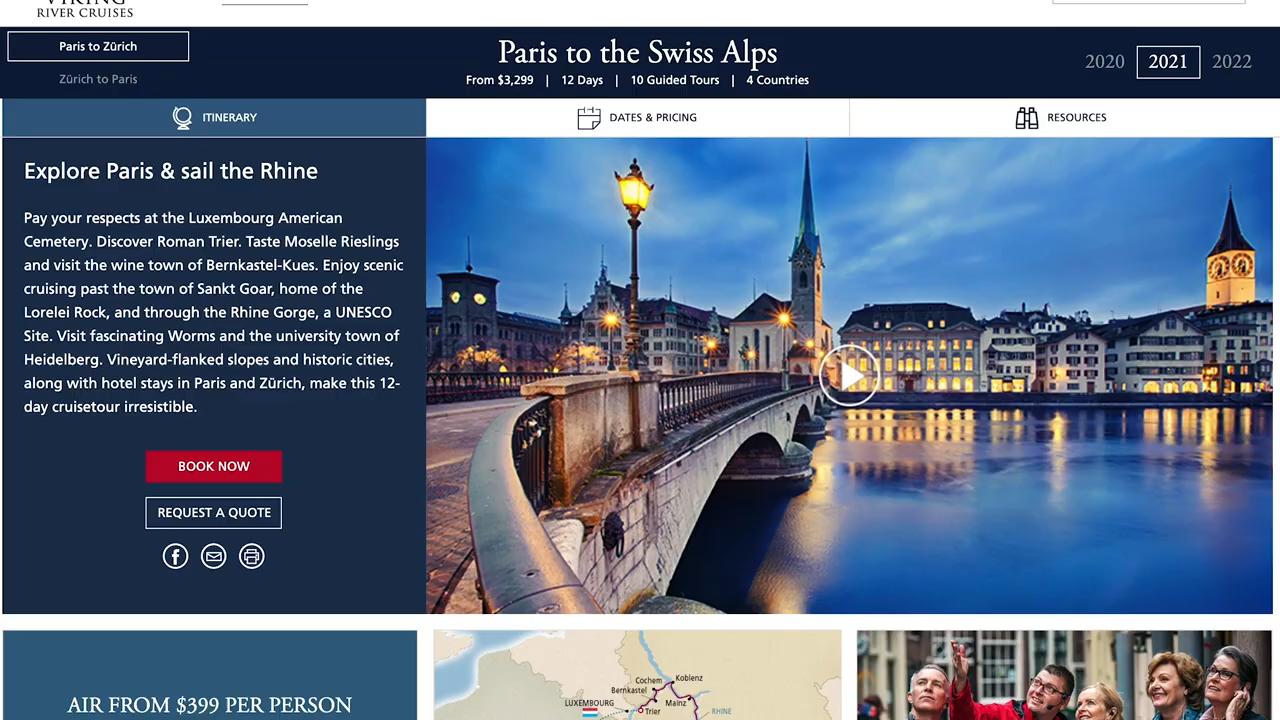 VIKING
RIVER CRUISES
Paris to Zürich
Zürich to Paris
Paris to the Swiss Alps
From $3,299 | 12 Days | 10 Guided Tours | 4 Countries
2020 2021 2022
ITINERARY
DATES & PRICING
RESOURCES
Explore Paris & sail the Rhine
Pay your respects at the Luxembourg American
Cemetery. Discover Roman Trier. Taste Moselle Rieslings
and visit the wine town of Bernkastel-Kues. Enjoy scenic
cruising past the town of Sankt Goar, home of the
Lorelei Rock, and through the Rhine Gorge, a UNESCO
Site. Visit fascinating Worms and the university town of
Heidelberg. Vineyard-flanked slopes and historic cities,
along with hotel stays in Paris and Zürich, make this 12-
day cruisetour irresistible.
BOOK NOW
REQUEST A QUOTE
AIR FROM $399 PER PERSON
Cochem
Koblenz
Bernkastel
LUXEMBOURG
Mainz
Trier
RHINE